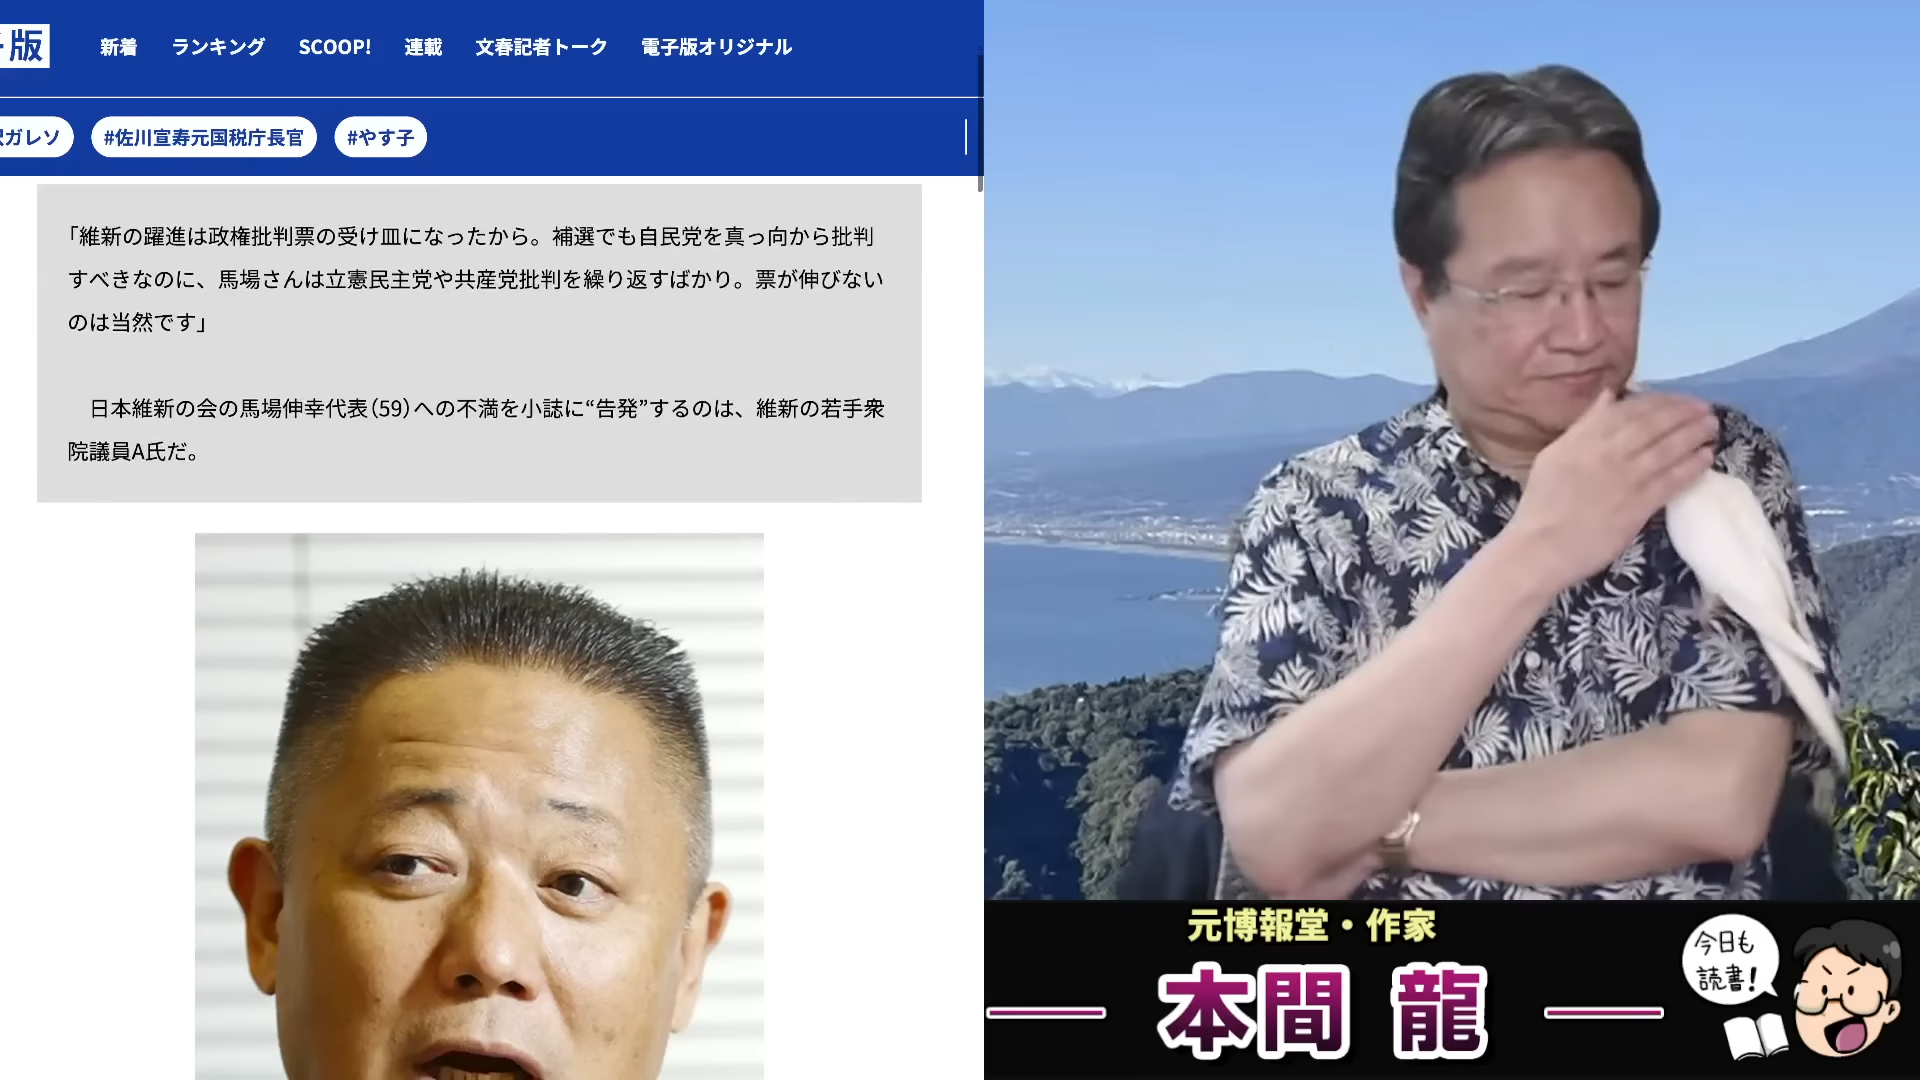 版
新着 ランキング SCOOP! 連載 文春記者トーク 電子版オリジナル
ガレソ #佐川宣寿元国税庁長官 #やす子
「維新の躍進は政権批判票の受け皿になったから。補選でも自民党を真っ向から批判
すべきなのに、馬場さんは立憲民主党や共産党批判を繰り返すばかり。票が伸びない
のは当然です」
日本維新の会の馬場伸幸代表（59）への不満を小誌に“告発”するのは、維新の若手衆
院議員A氏だ。
元博報堂・作家
本間 龍
今日も
読書!